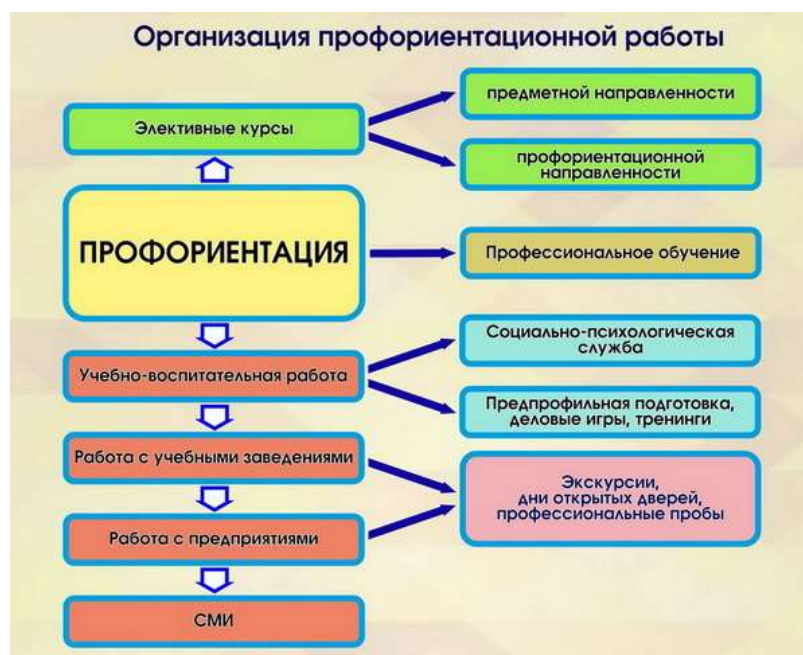 Организация профориентационной работы
Элективные курсы
предметной направленности
профориентационной
направленности
ПРОФОРИЕНТАЦИЯ
Профессиональное обучение
Учебно-воспитательная работа
Социально-психологическая
служба
Предпрофильная подготовка,
деловые игры, тренинги
Работа с учебными заведениями
Работа с предприятиями
Экскурсии,
дни открытых дверей,
профессиональные пробы
СМИ